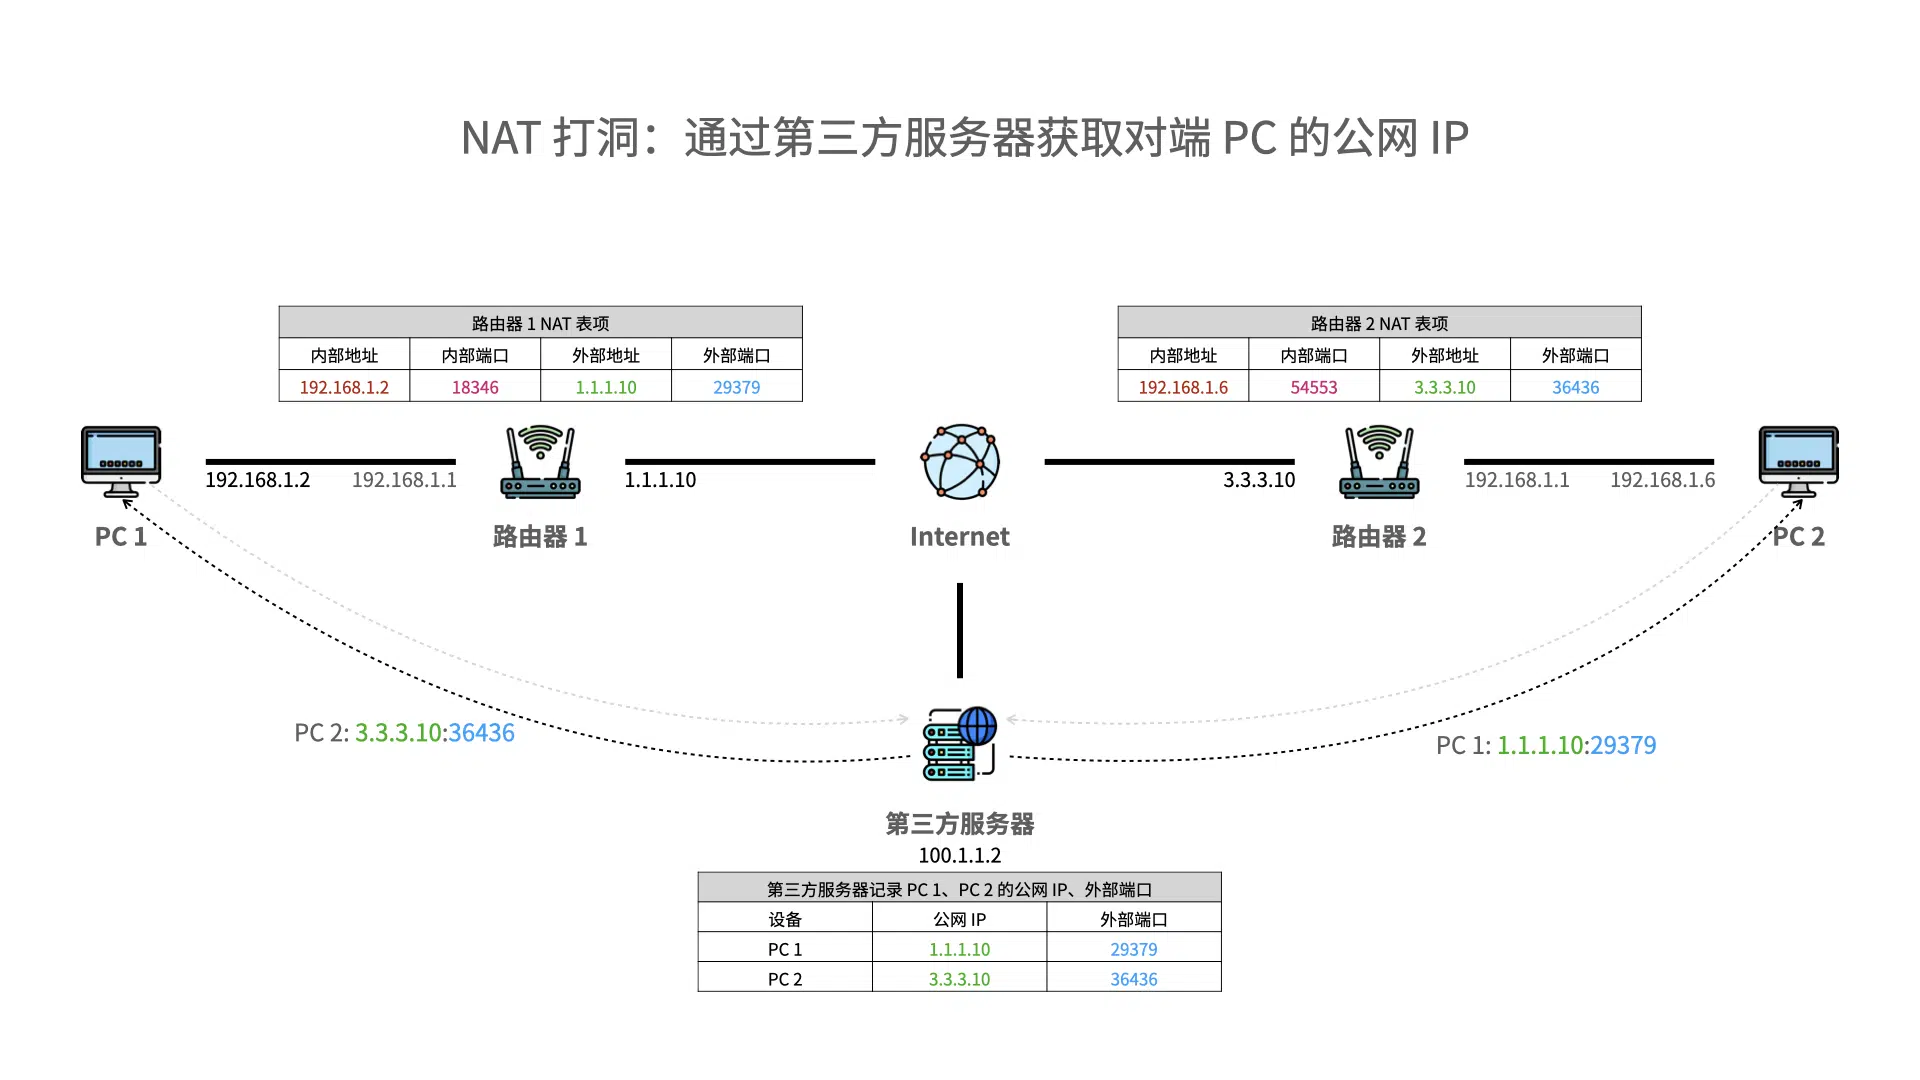 NAT 打洞：通过第三方服务器获取对端 PC 的公网 IP
路由器 1 NAT 表项
内部地址 内部端口 外部地址 外部端口
192.168.1.2 18346 1.1.1.10 29379
路由器 2 NAT 表项
内部地址 内部端口 外部地址 外部端口
192.168.1.6 54553 3.3.3.10 36436
192.168.1.2 192.168.1.1 1.1.1.10 3.3.3.10 192.168.1.1 192.168.1.6
PC 1 路由器 1 Internet 路由器 2 PC 2
PC 2: 3.3.3.10:36436
PC 1: 1.1.1.10:29379
第三方服务器
100.1.1.2
第三方服务器记录 PC 1、PC 2 的公网 IP、外部端口
设备 公网 IP 外部端口
PC 1 1.1.1.10 29379
PC 2 3.3.3.10 36436